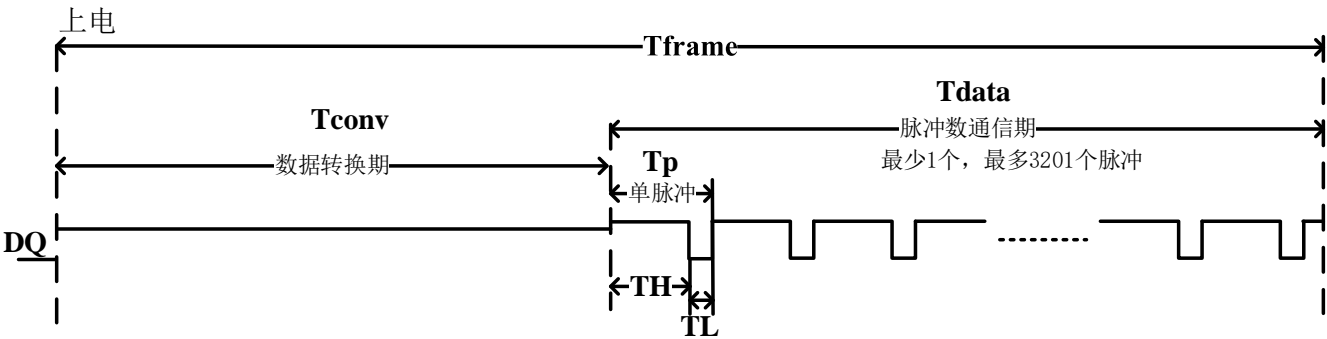 上电
Tframe
Tdata
Tconv
脉冲数通信期
数据转换期
Tp
最少1个，最多3201个脉冲
单脉冲
DQ
TH
TL